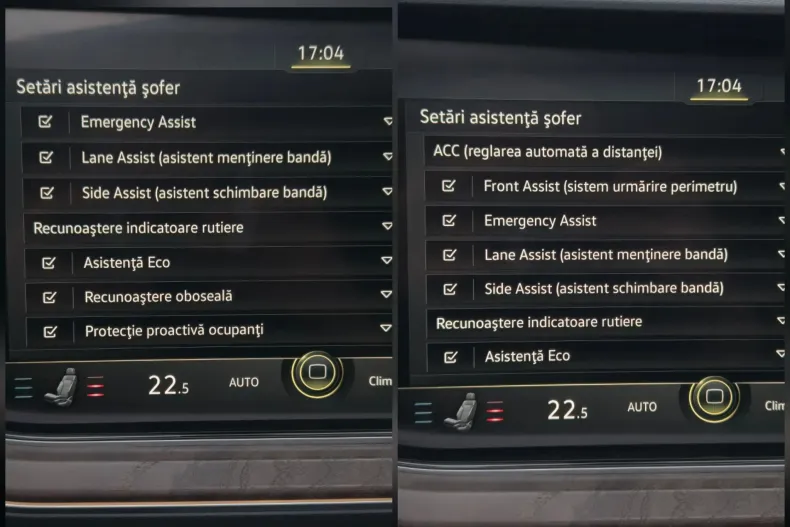 17:04
Setări asistență șofer
Emergency Assist
Lane Assist (asistent menținere bandă)
Side Assist (asistent schimbare bandă)
Recunoaștere indicatoare rutiere
Asistență Eco
Recunoaștere oboseală
Protecție proactivă ocupanți
22.5
AUTO
Clim
17:04
Setări asistență șofer
ACC (reglarea automată a distanței)
Front Assist (sistem urmărire perimetru)
Emergency Assist
Lane Assist (asistent menținere bandă)
Side Assist (asistent schimbare bandă)
Recunoaștere indicatoare rutiere
Asistență Eco
22.5
AUTO
Clim